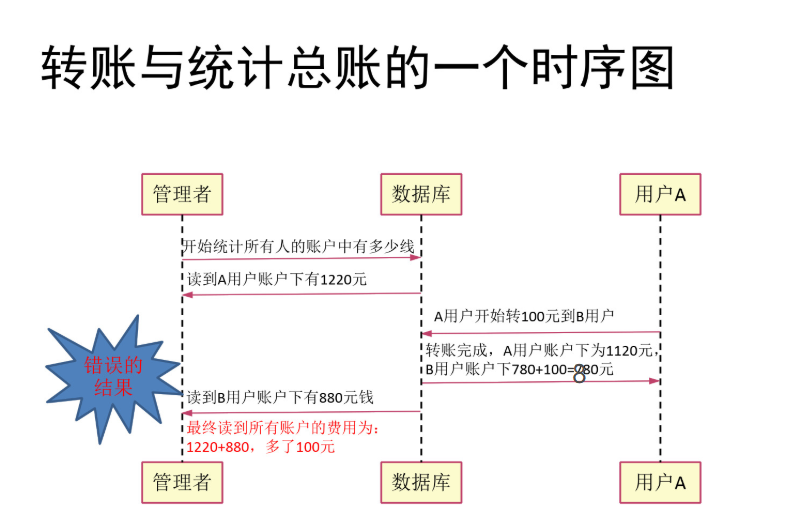 转账与统计总账的一个时序图
管理者
数据库
用户A
开始统计所有人的账户中有多少线
读到A用户账户下有1220元
A用户开始转100元到B用户
转账完成，A用户账户下为1120元，
B用户账户下780+100=880元
错误的
结果
读到B用户账户下有880元钱
最终读到所有账户的费用为：
1220+880，多了100元
管理者
数据库
用户A